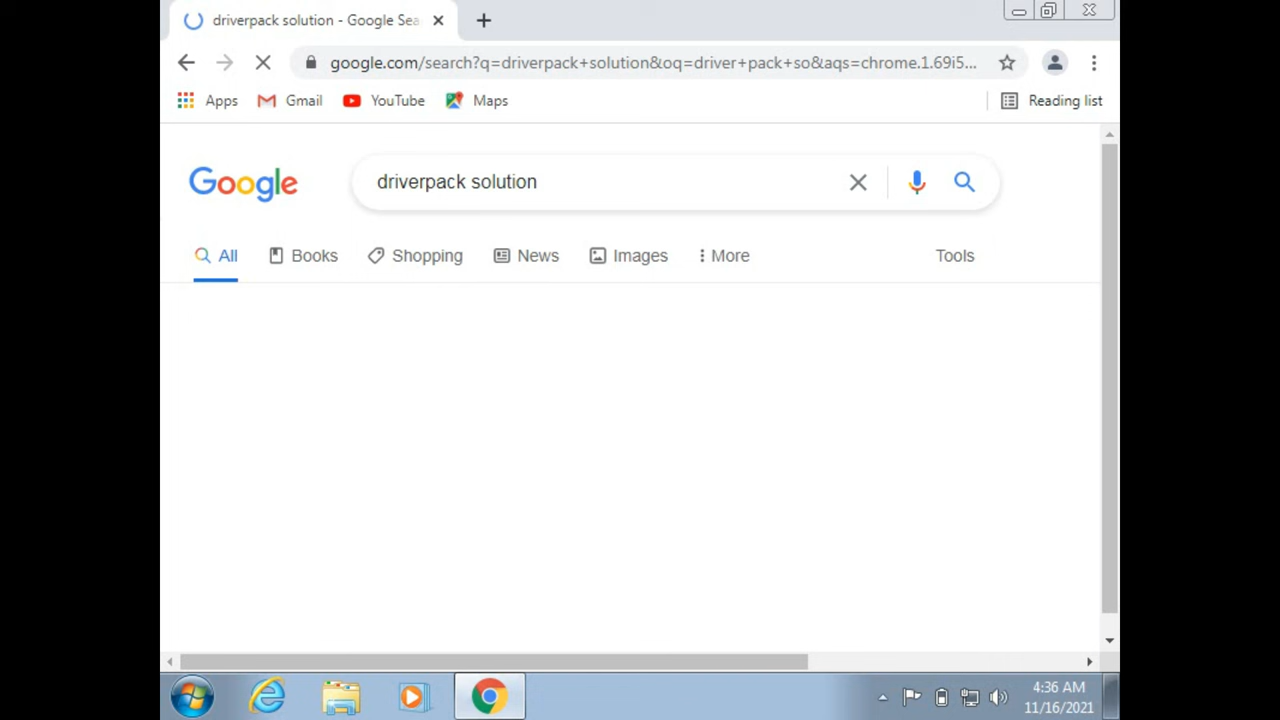 driverpack solution - Google Sea
google.com/search?q=driverpack+solution&oq=driver+pack+so&aqs=chrome.1.69i5...
Apps Gmail YouTube Maps Reading list
Google driverpack solution
All Books Shopping News Images More Tools
4:36 AM
11/16/2021